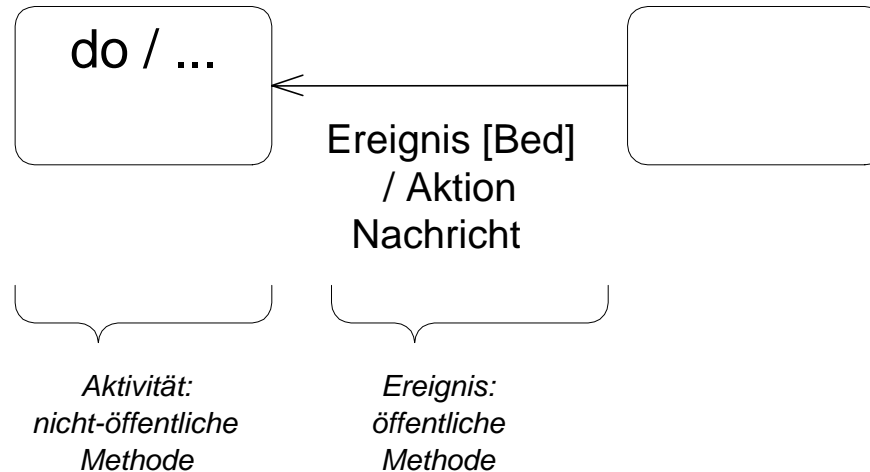 do / ...
Ereignis [Bed]
/ Aktion
Nachricht
Aktivität:
nicht-öffentliche
Methode
Ereignis:
öffentliche
Methode